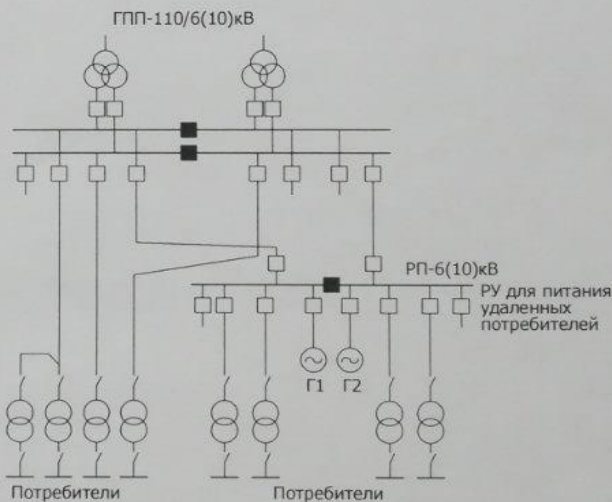 ГПП-110/6(10)кВ
РП-6(10)кВ
РУ для питания
удаленных
потребителей
Г1
Г2
Потребители
Потребители